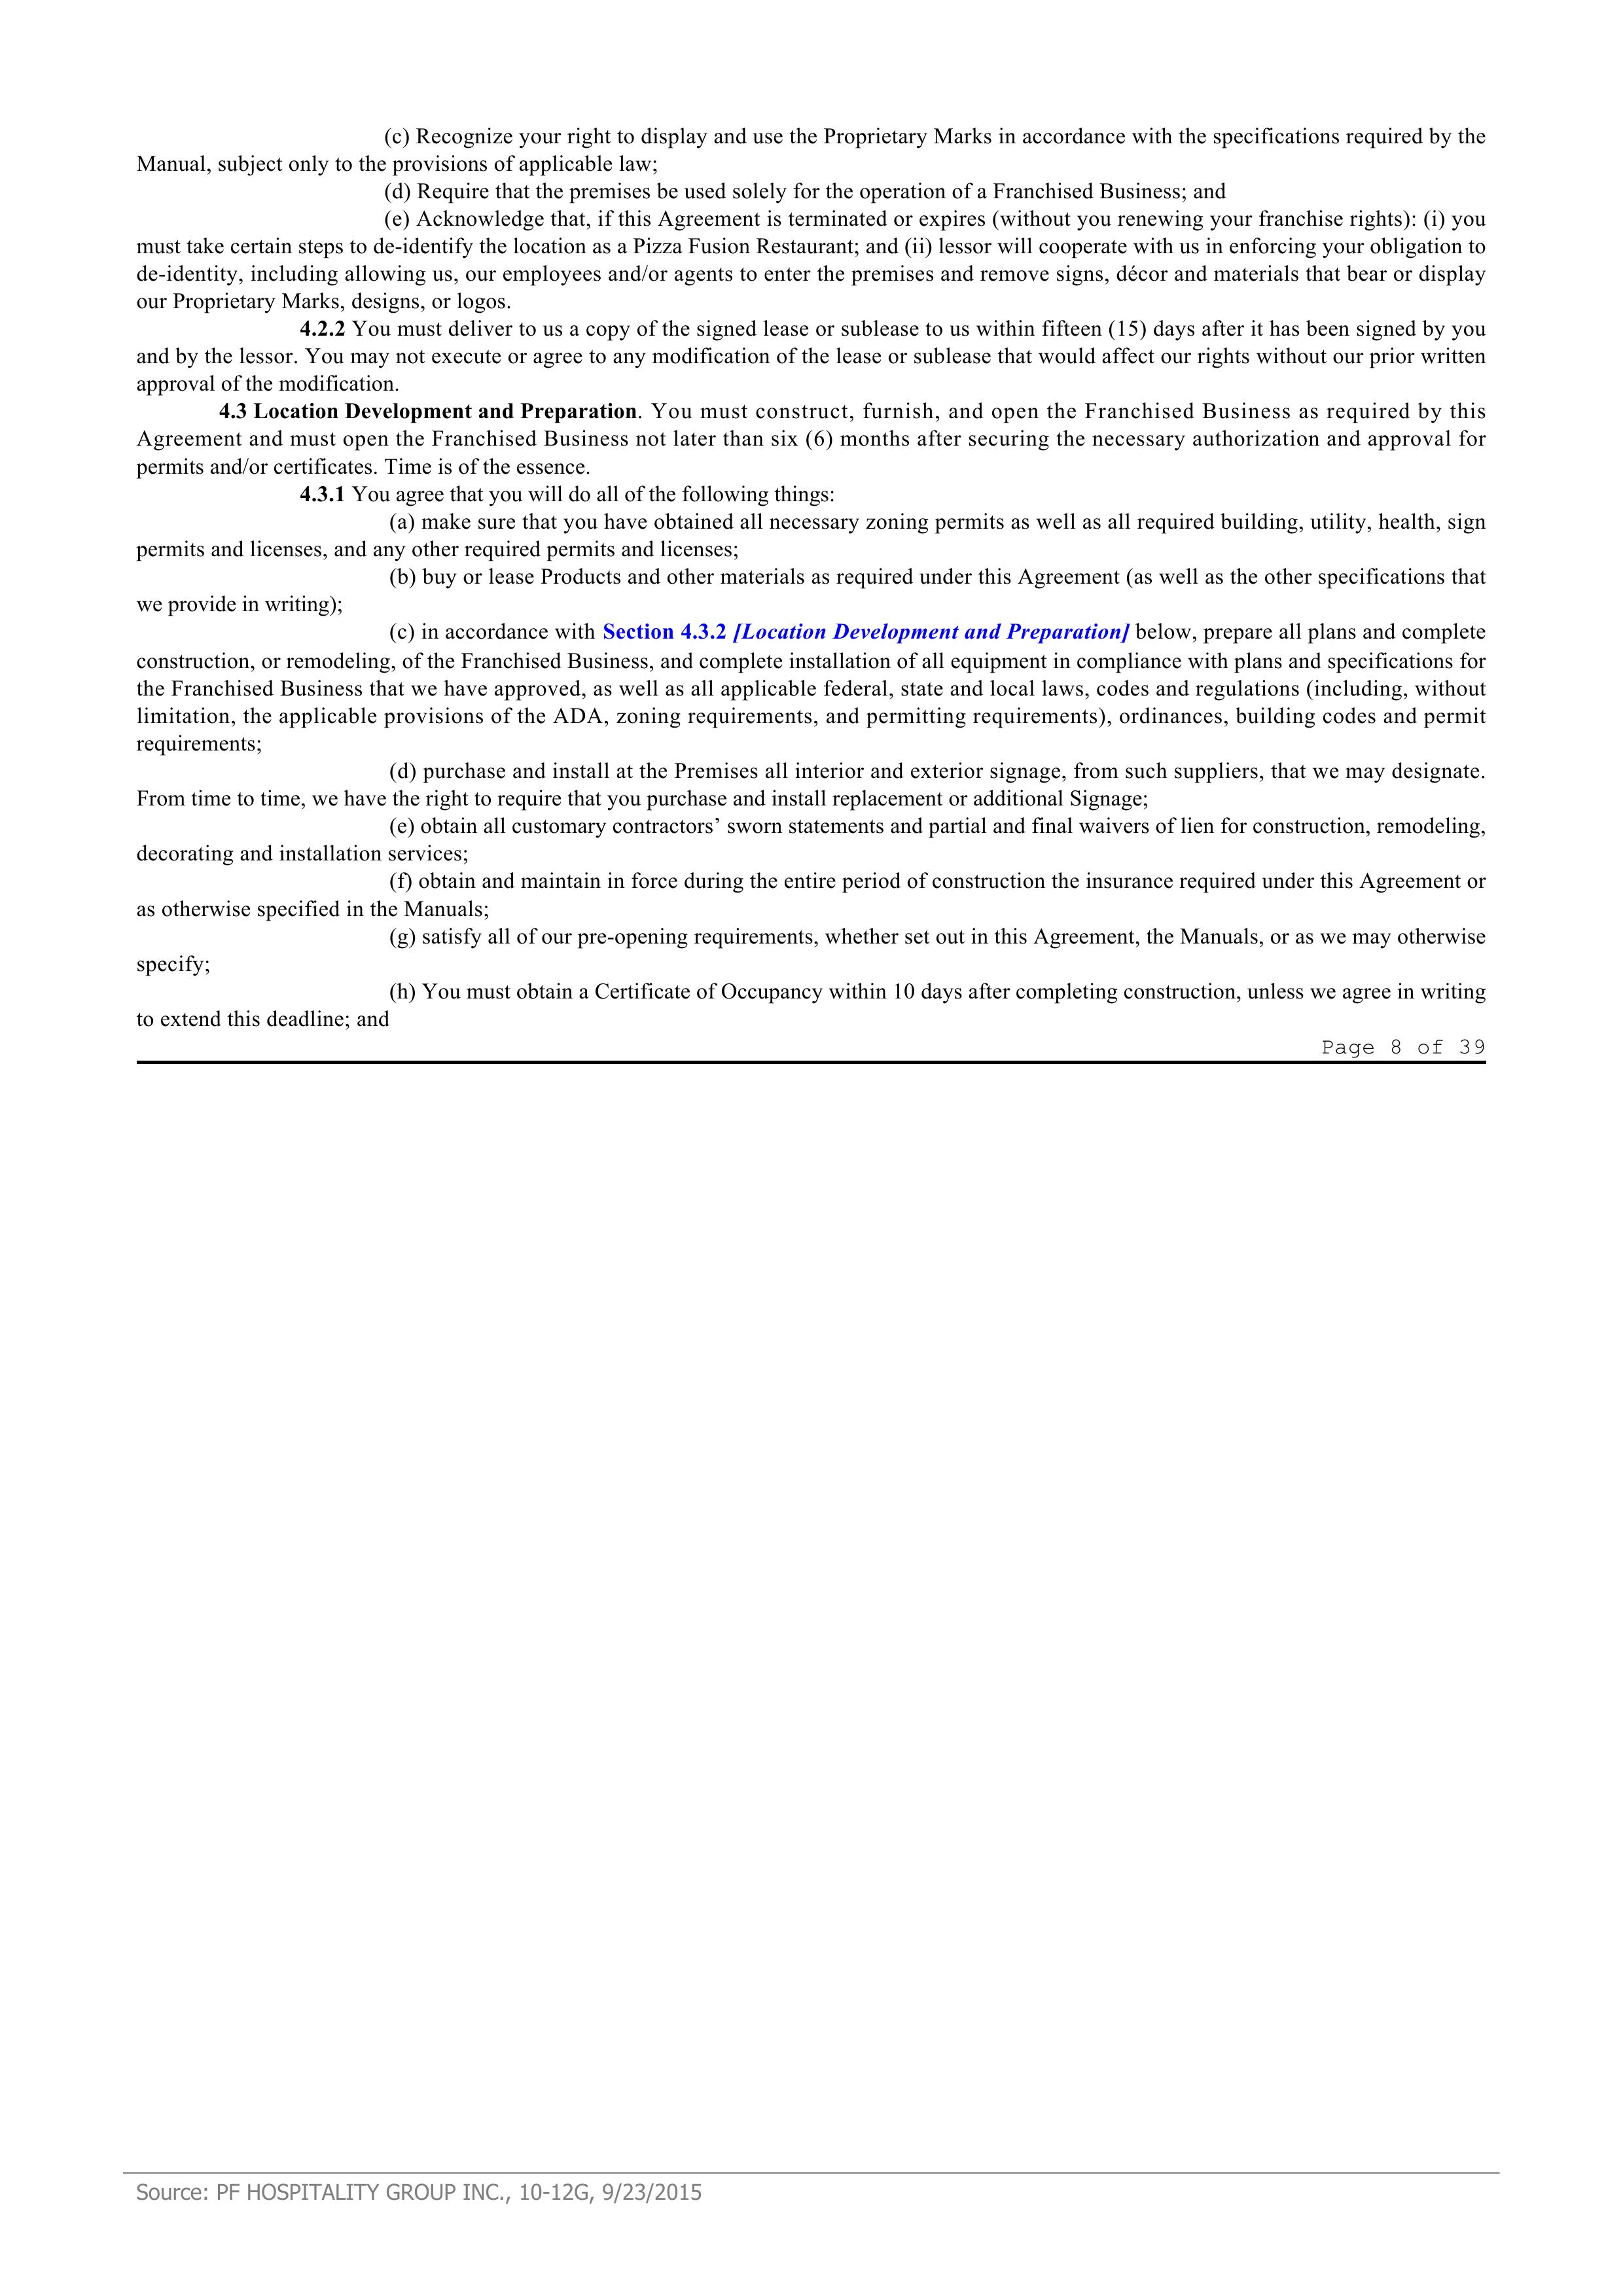 (c) Recognize your right to display and use the Proprietary Marks in accordance with the specifications required by the
Manual, subject only to the provisions of applicable law;
(d) Require that the premises be used solely for the operation of a Franchised Business; and
(e) Acknowledge that, if this Agreement is terminated or expires (without you renewing your franchise rights): (i) you
must take certain steps to de-identify the location as a Pizza Fusion Restaurant; and (ii) lessor will cooperate with us in enforcing your obligation to
de-identity, including allowing us, our employees and/or agents to enter the premises and remove signs, décor and materials that bear or display
our Proprietary Marks, designs, or logos.
4.2.2 You must deliver to us a copy of the signed lease or sublease to us within fifteen (15) days after it has been signed by you
and by the lessor. You may not execute or agree to any modification of the lease or sublease that would affect our rights without our prior written
approval of the modification.
4.3 Location Development and Preparation. You must construct, furnish, and open the Franchised Business as required by this
Agreement and must open the Franchised Business not later than six (6) months after securing the necessary authorization and approval for
permits and/or certificates. Time is of the essence.
4.3.1 You agree that you will do all of the following things:
(a) make sure that you have obtained all necessary zoning permits as well as all required building, utility, health, sign
permits and licenses, and any other required permits and licenses;
(b) buy or lease Products and other materials as required under this Agreement (as well as the other specifications that
we provide in writing);
(c) in accordance with Section 4.3.2 [Location Development and Preparation] below, prepare all plans and complete
construction, or remodeling, of the Franchised Business, and complete installation of all equipment in compliance with plans and specifications for
the Franchised Business that we have approved, as well as all applicable federal, state and local laws, codes and regulations (including, without
limitation, the applicable provisions of the ADA, zoning requirements, and permitting requirements), ordinances, building codes and permit
requirements;
(d) purchase and install at the Premises all interior and exterior signage, from such suppliers, that we may designate.
From time to time, we have the right to require that you purchase and install replacement or additional Signage;
(e) obtain all customary contractors’ sworn statements and partial and final waivers of lien for construction, remodeling,
decorating and installation services;
(f) obtain and maintain in force during the entire period of construction the insurance required under this Agreement or
as otherwise specified in the Manuals;
(g) satisfy all of our pre-opening requirements, whether set out in this Agreement, the Manuals, or as we may otherwise
specify;
(h) You must obtain a Certificate of Occupancy within 10 days after completing construction, unless we agree in writing
to extend this deadline; and
Page 8 of 39
Source: PF HOSPITALITY GROUP INC., 10-12G, 9/23/2015